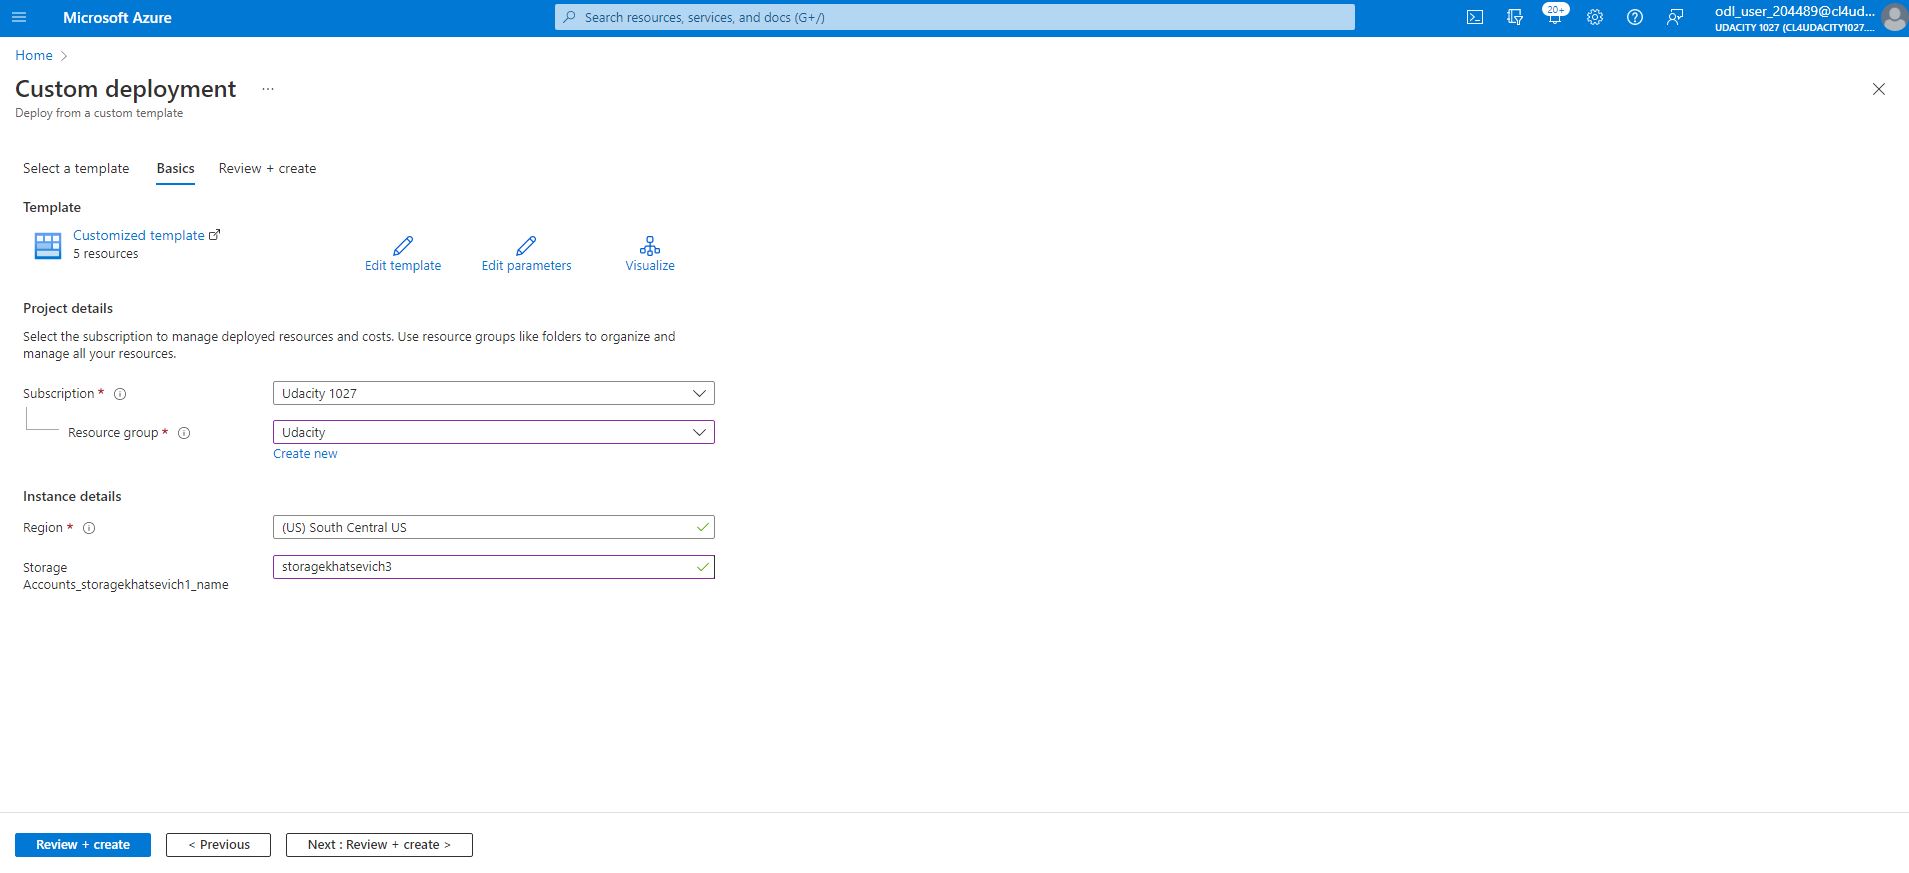 Microsoft Azure
Search resources, services, and docs (G+/)
20+
odl_user_204489@cl4ud...
UDACITY 1027 (CL4UDACITY1027....
Home
Custom deployment
...
Deploy from a custom template
Select a template
Basics
Review + create
Template
Customized template
5 resources
Edit template
Edit parameters
Visualize
Project details
Select the subscription to manage deployed resources and costs. Use resource groups like folders to organize and
manage all your resources.
Subscription *
Udacity 1027
Resource group *
Udacity
Create new
Instance details
Region *
(US) South Central US
Storage
Accounts_storagekhatsevich1_name
storagekhatsevich3
Review + create
< Previous
Next : Review + create >